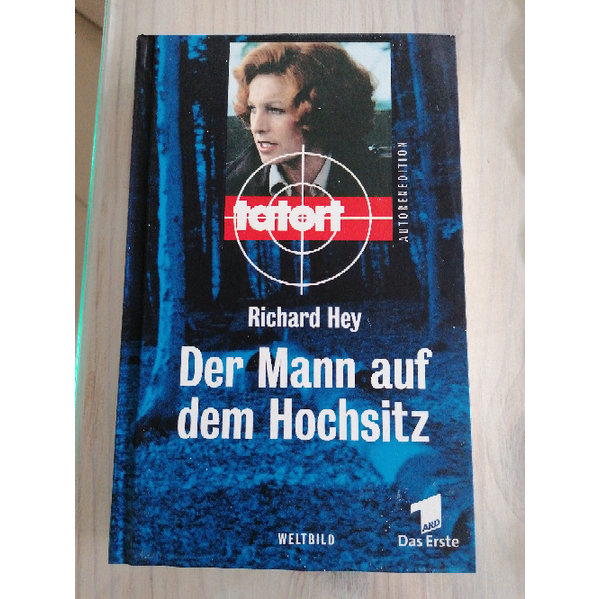 tatort
AUTORENEDITION
Richard Hey
Der Mann auf
dem Hochsitz
WELTBILD
1
ARD
Das Erste